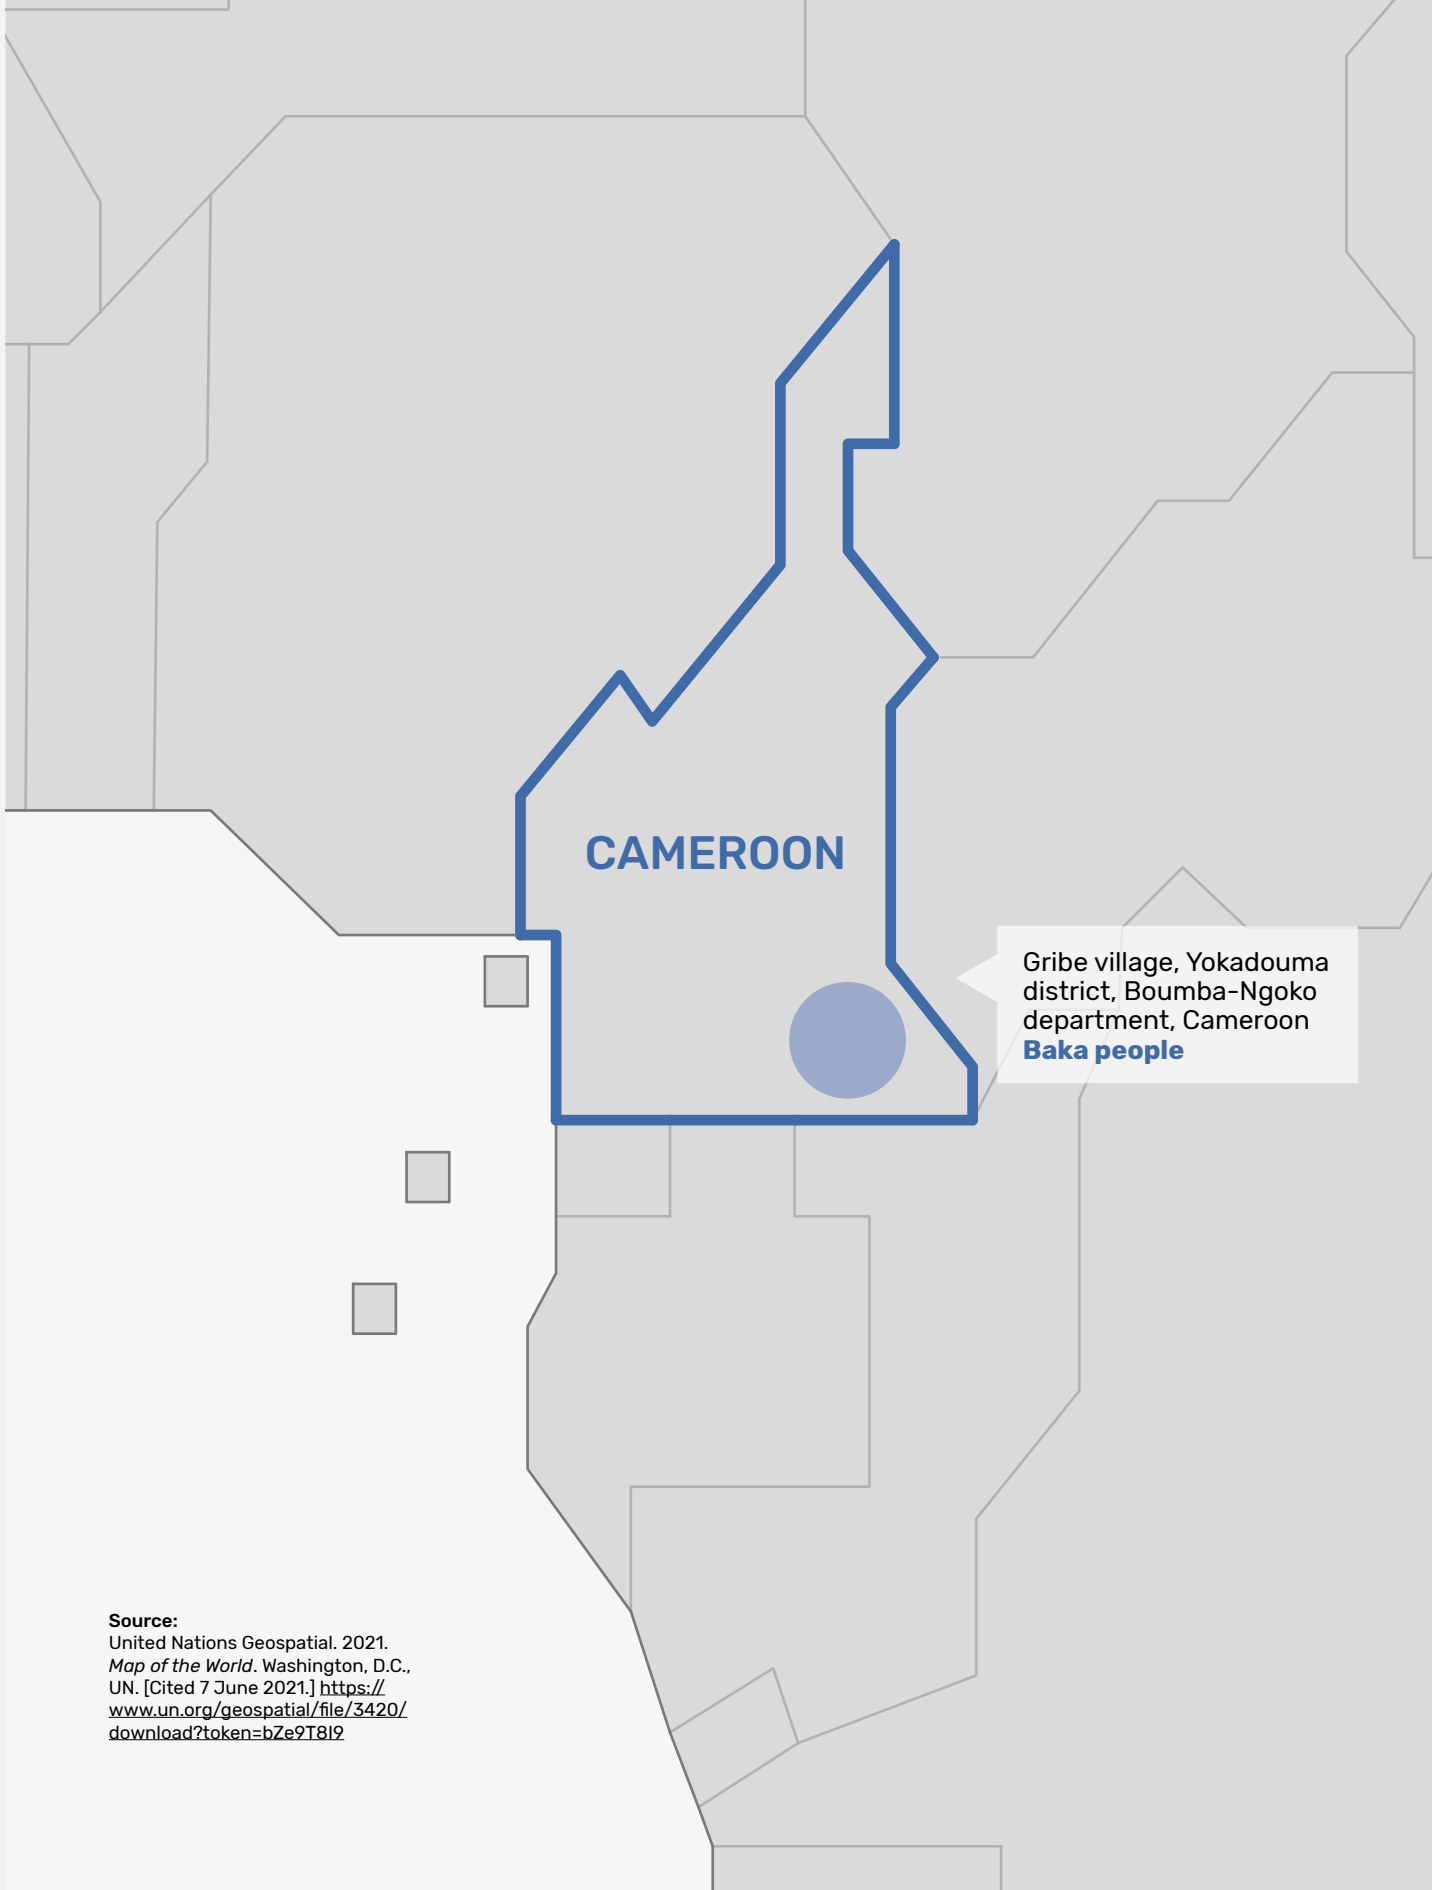 CAMEROON
Gribe village, Yokadouma
district, Boumba-Ngoko
department, Cameroon
Baka people
Source:
United Nations Geospatial. 2021.
Map of the World. Washington, D.C.,
UN. [Cited 7 June 2021.] https://
www.un.org/geospatial/file/3420/
download?token=bZe9T8I9